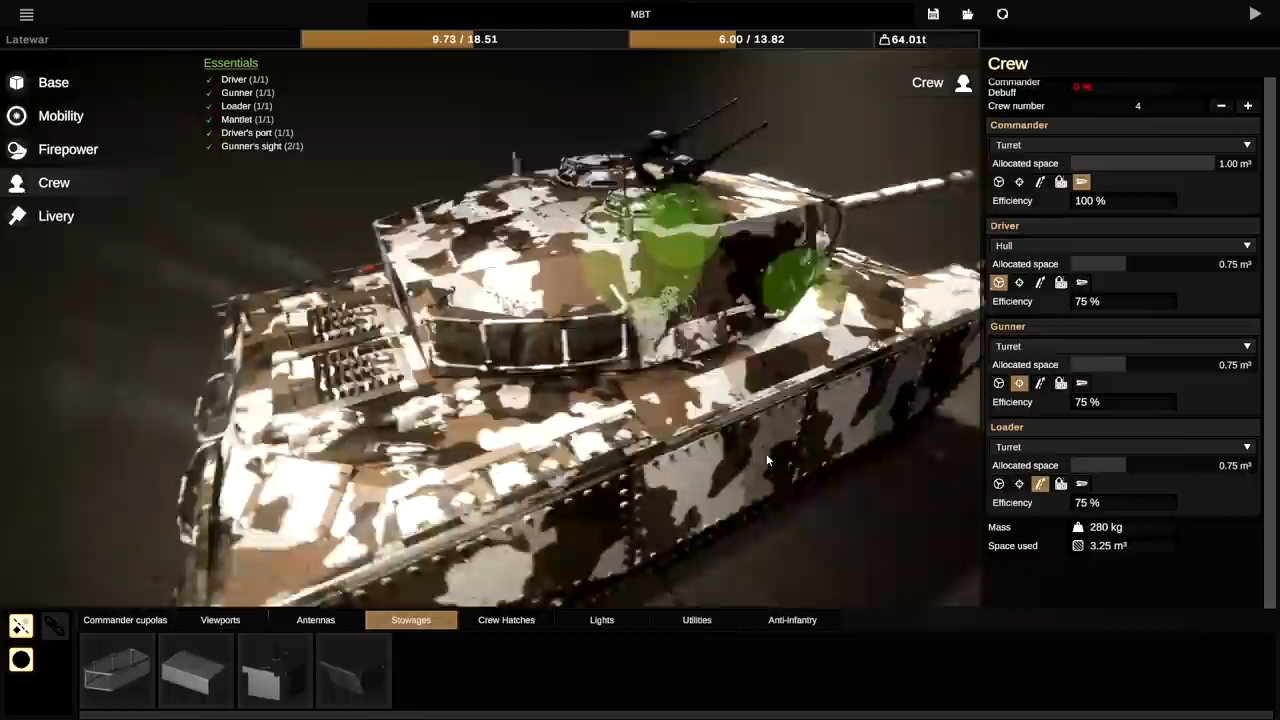 MBT
Latewar
9.73 / 18.51
6.00 / 13.82
64.01t
Base
Mobility
Firepower
Crew
Livery
Essentials
✓ Driver (1/1)
✓ Gunner (1/1)
✓ Loader (1/1)
✓ Mantlet (1/1)
✓ Driver's port (1/1)
✓ Gunner's sight (2/1)
Crew
Crew
Commander Debuff 0 %
Crew number 4 − +
Commander
Turret
Allocated space 1.00 m³
Efficiency 100 %
Driver
Hull
Allocated space 0.75 m³
Efficiency 75 %
Gunner
Turret
Allocated space 0.75 m³
Efficiency 75 %
Loader
Turret
Allocated space 0.75 m³
Efficiency 75 %
Mass 280 kg
Space used 3.25 m³
Commander cupolas Viewports Antennas Stowages Crew Hatches Lights Utilities Anti-infantry